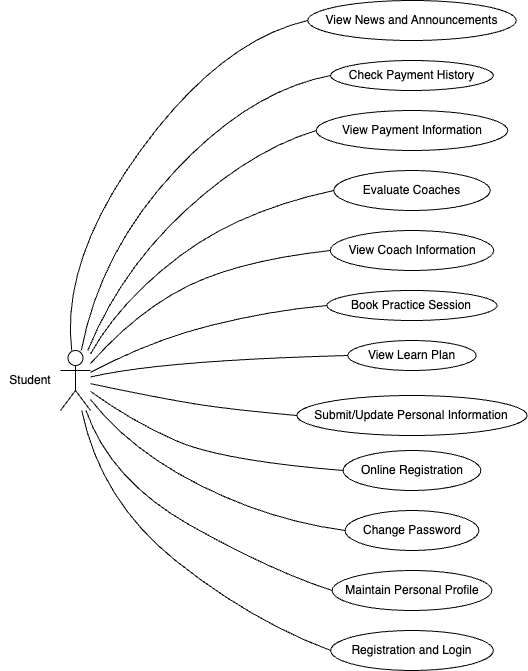 View News and Announcements
Check Payment History
View Payment Information
Evaluate Coaches
View Coach Information
Book Practice Session
View Learn Plan
Student
Submit/Update Personal Information
Online Registration
Change Password
Maintain Personal Profile
Registration and Login